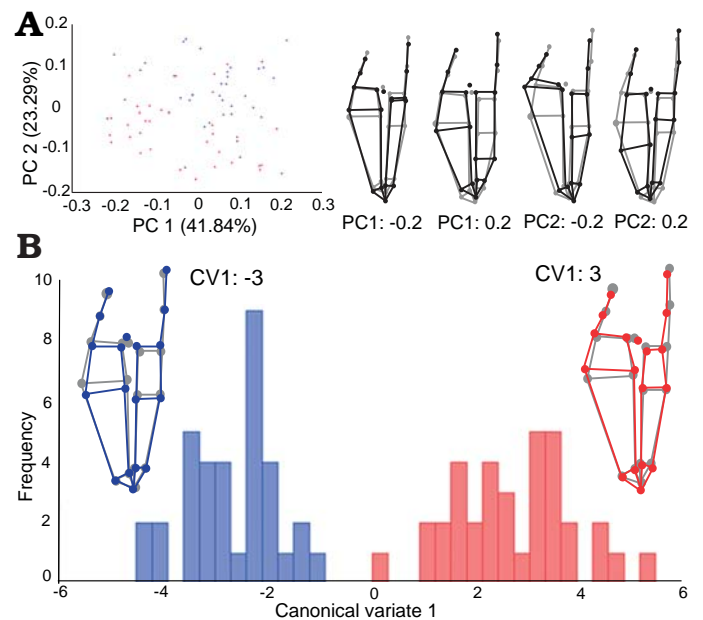 A
PC 2 (23.29%)
0.2
0.1
0
-0.1
-0.2
-0.3 -0.2 -0.1 0 0.1 0.2 0.3
PC 1 (41.84%)
PC1: -0.2 PC1: 0.2 PC2: -0.2 PC2: 0.2
B
CV1: -3 CV1: 3
Frequency
10
8
6
4
2
0
-6 -4 -2 0 2 4 6
Canonical variate 1